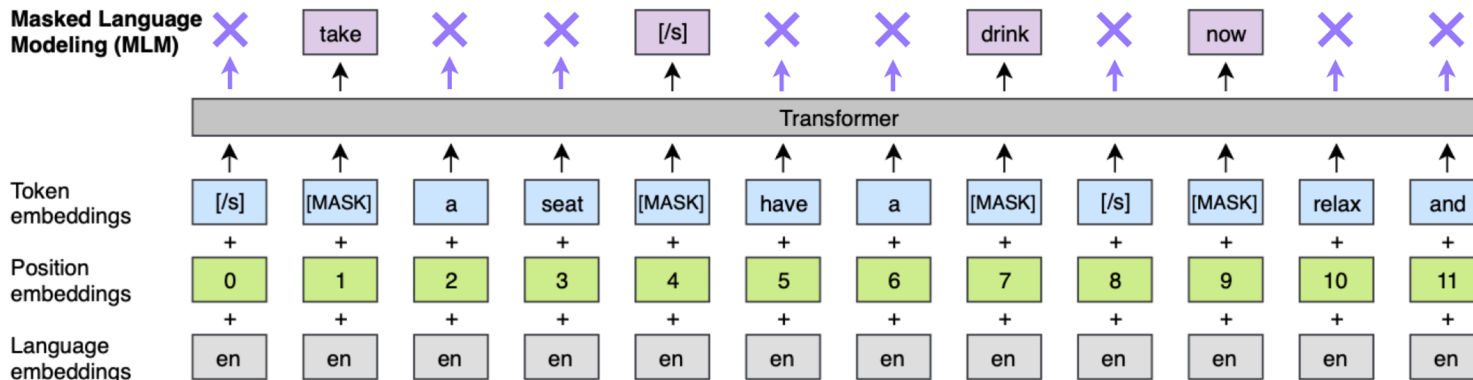 Masked Language
Modeling (MLM)
take [/s] drink now
Transformer
Token
embeddings
[/s] [MASK] a seat [MASK] have a [MASK] [/s] [MASK] relax and
+ + + + + + + + + + + +
Position
embeddings
0 1 2 3 4 5 6 7 8 9 10 11
+ + + + + + + + + + + +
Language
embeddings
en en en en en en en en en en en en